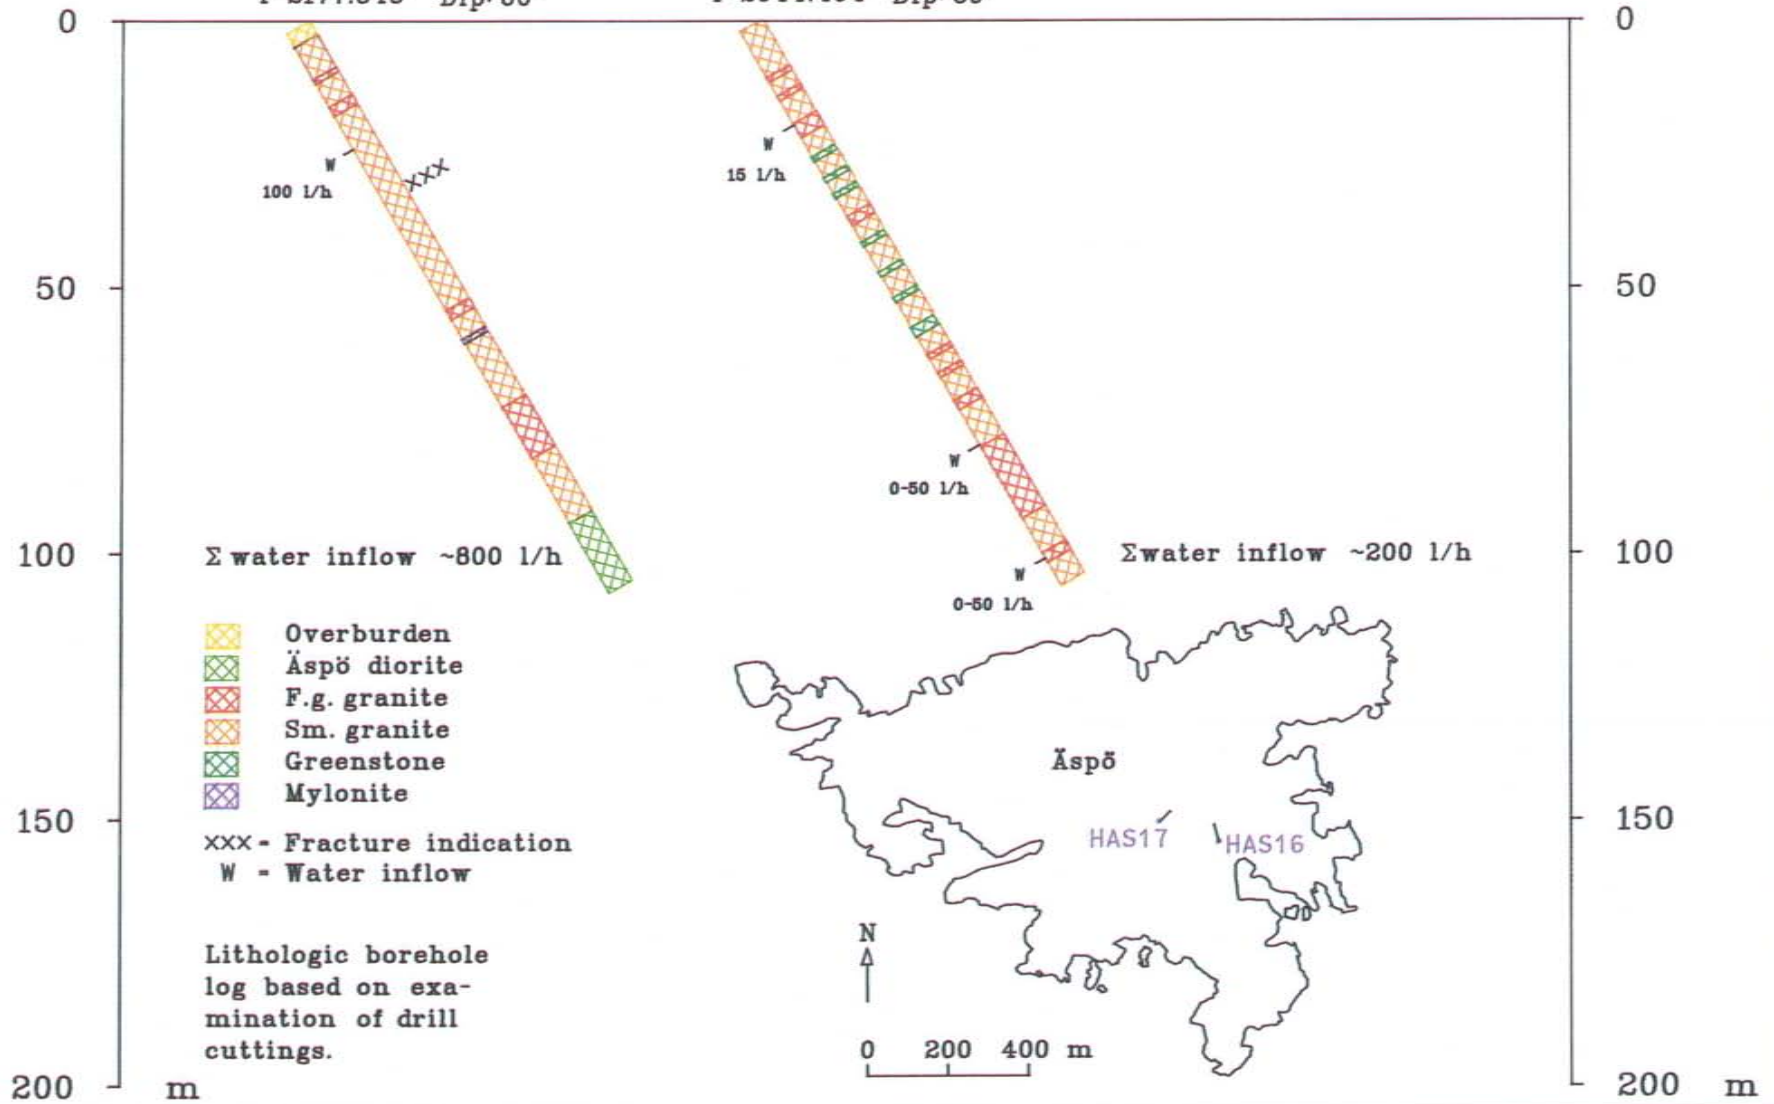 0
0
W
100 l/h
XXX
W
15 l/h
50
50
W
0-50 l/h
100
Σ water inflow ~800 l/h
Σwater inflow ~200 l/h
100
W
0-50 l/h
Overburden
Äspö diorite
F.g. granite
Sm. granite
Greenstone
Mylonite
XXX - Fracture indication
W - Water inflow
Äspö
150
HAS17
HAS16
150
Lithologic borehole
log based on exa-
mination of drill
cuttings.
N
0 200 400 m
200 m
200 m